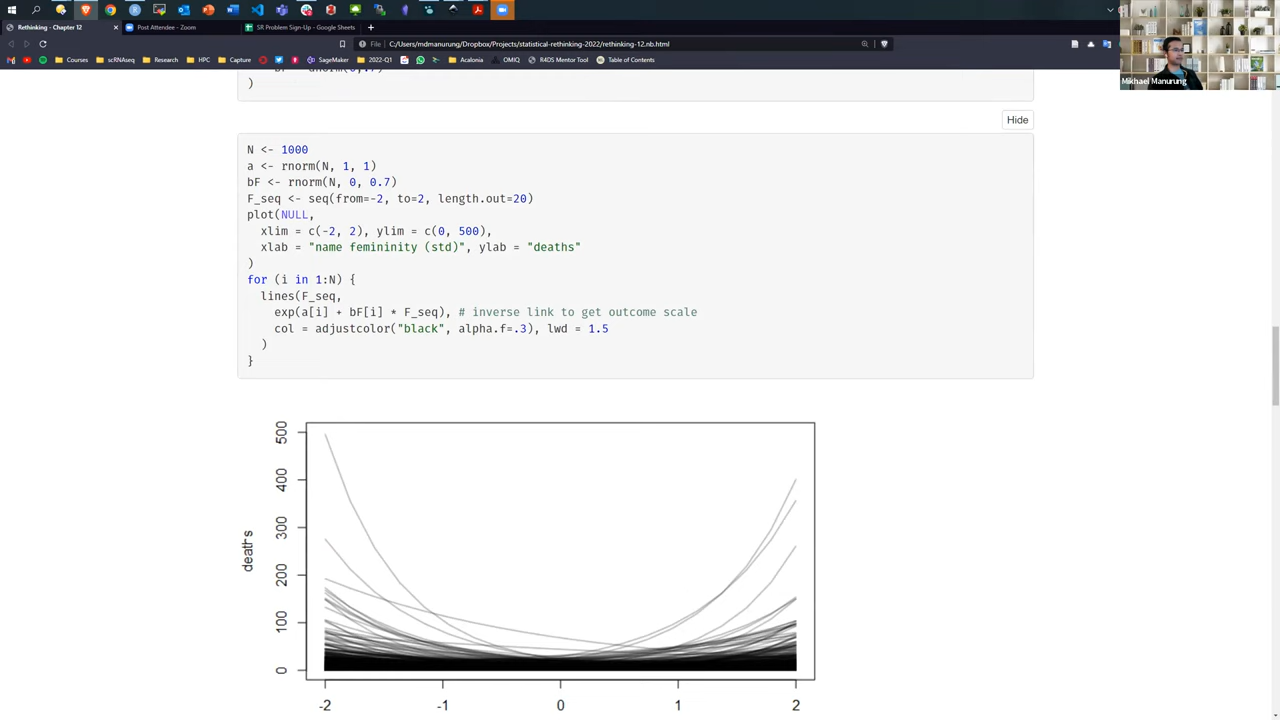 Rethinking - Chapter 12
Post Attendee - Zoom
SR Problem Sign-Up - Google Sheets
File
C:/Users/mdmanurung/Dropbox/Projects/statistical-rethinking-2022/rethinking-12.nb.html
Courses
scRNAseq
Research
HPC
Capture
SageMaker
2022-Q1
Acalonia
OMIQ
R4DS Mentor Tool
Table of Contents
Mikhael Manurung
)
Hide
N <- 1000
a <- rnorm(N, 1, 1)
bF <- rnorm(N, 0, 0.7)
F_seq <- seq(from=-2, to=2, length.out=20)
plot(NULL,
xlim = c(-2, 2), ylim = c(0, 500),
xlab = "name femininity (std)", ylab = "deaths"
)
for (i in 1:N) {
lines(F_seq,
exp(a[i] + bF[i] * F_seq), # inverse link to get outcome scale
col = adjustcolor("black", alpha.f=.3), lwd = 1.5
)
}
500
400
300
200
100
0
deaths
-2 -1 0 1 2